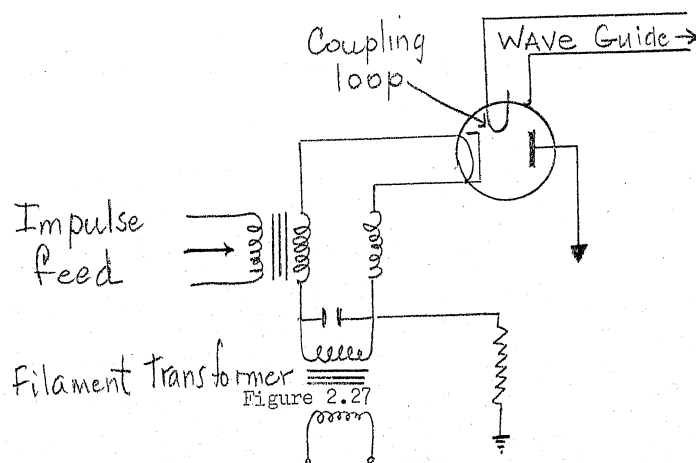 Coupling
loop
WAVE Guide
Impulse
feed
Filament Transformer
Figure 2.27